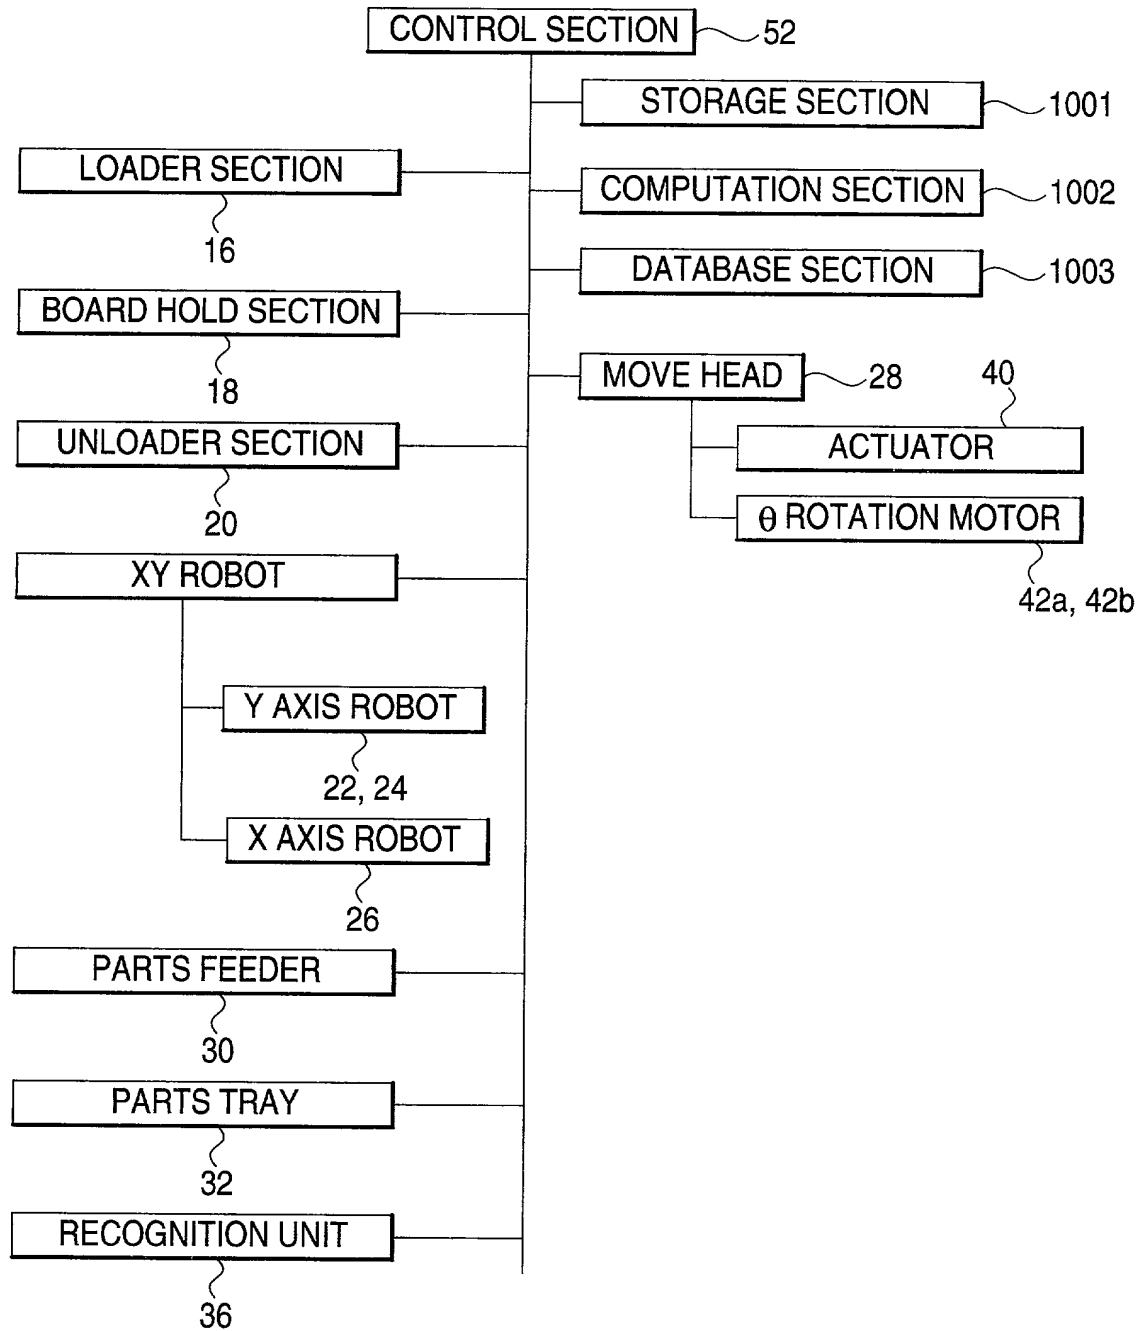 CONTROL SECTION
52
STORAGE SECTION
1001
LOADER SECTION
16
COMPUTATION SECTION
1002
DATABASE SECTION
1003
BOARD HOLD SECTION
18
MOVE HEAD
28
40
ACTUATOR
UNLOADER SECTION
20
θ ROTATION MOTOR
42a, 42b
XY ROBOT
Y AXIS ROBOT
22, 24
X AXIS ROBOT
26
PARTS FEEDER
30
PARTS TRAY
32
RECOGNITION UNIT
36